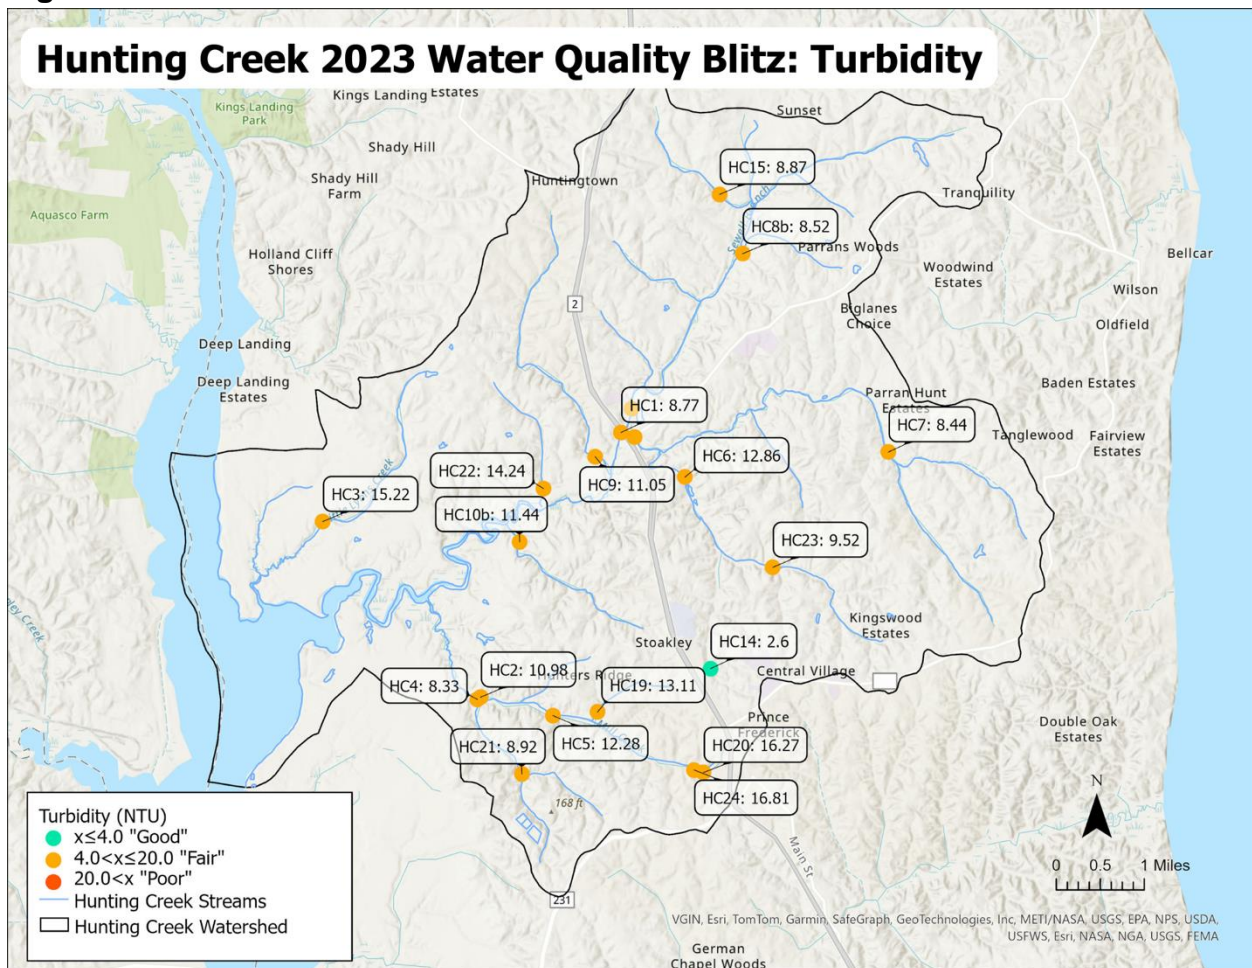 Hunting Creek 2023 Water Quality Blitz: Turbidity
Kings Landing
Park
Kings Landing
Estates
Sunset
Shady Hill
Shady Hill
Farm
Huntingtown
HC15: 8.87
Tranquility
Aquasco Farm
HC8b: 8.52
Parrans Woods
Holland Cliff
Shores
Woodwind
Estates
Bellcar
Wilson
2
Biglanes
Choice
Oldfield
Deep Landing
Deep Landing
Estates
Baden Estates
Parran Hunt
Estates
HC1: 8.77
HC7: 8.44
Tanglewood
Fairview
Estates
HC22: 14.24
HC6: 12.86
HC9: 11.05
HC3: 15.22
Creek
HC10b: 11.44
HC23: 9.52
Kingswood
Estates
Creek
Stoakley
HC14: 2.6
Central Village
HC2: 10.98
Hunters Ridge
HC4: 8.33
HC19: 13.11
Prince
Frederick
Double Oak
Estates
HC21: 8.92
HC5: 12.28
HC20: 16.27
HC24: 16.81
168 ft
Main St
231
German
Chapel Woods
Turbidity (NTU)
x≤4.0 "Good"
4.0<x≤20.0 "Fair"
20.0<x "Poor"
Hunting Creek Streams
Hunting Creek Watershed
N
0 0.5 1 Miles
VGIN, Esri, TomTom, Garmin, SafeGraph, GeoTechnologies, Inc, METI/NASA, USGS, EPA, NPS, USDA,
USFWS, Esri, NASA, NGA, USGS, FEMA